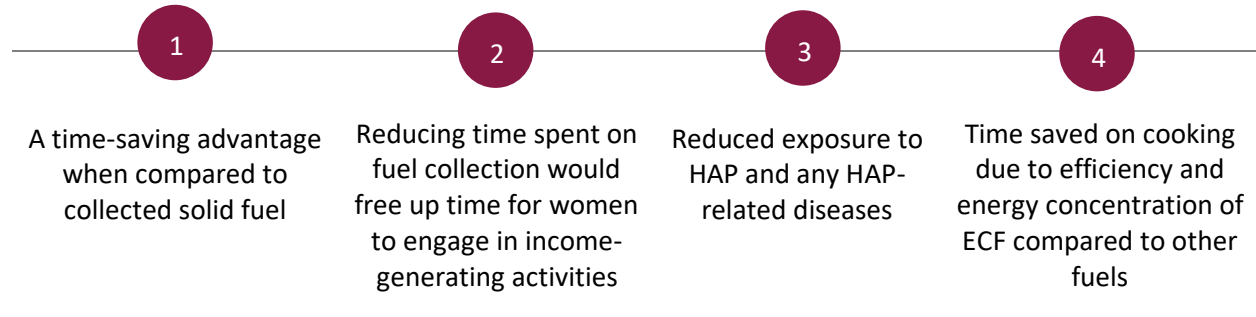 1
A time-saving advantage
when compared to
collected solid fuel
2
Reducing time spent on
fuel collection would
free up time for women
to engage in income-
generating activities
3
Reduced exposure to
HAP and any HAP-
related diseases
4
Time saved on cooking
due to efficiency and
energy concentration of
ECF compared to other
fuels